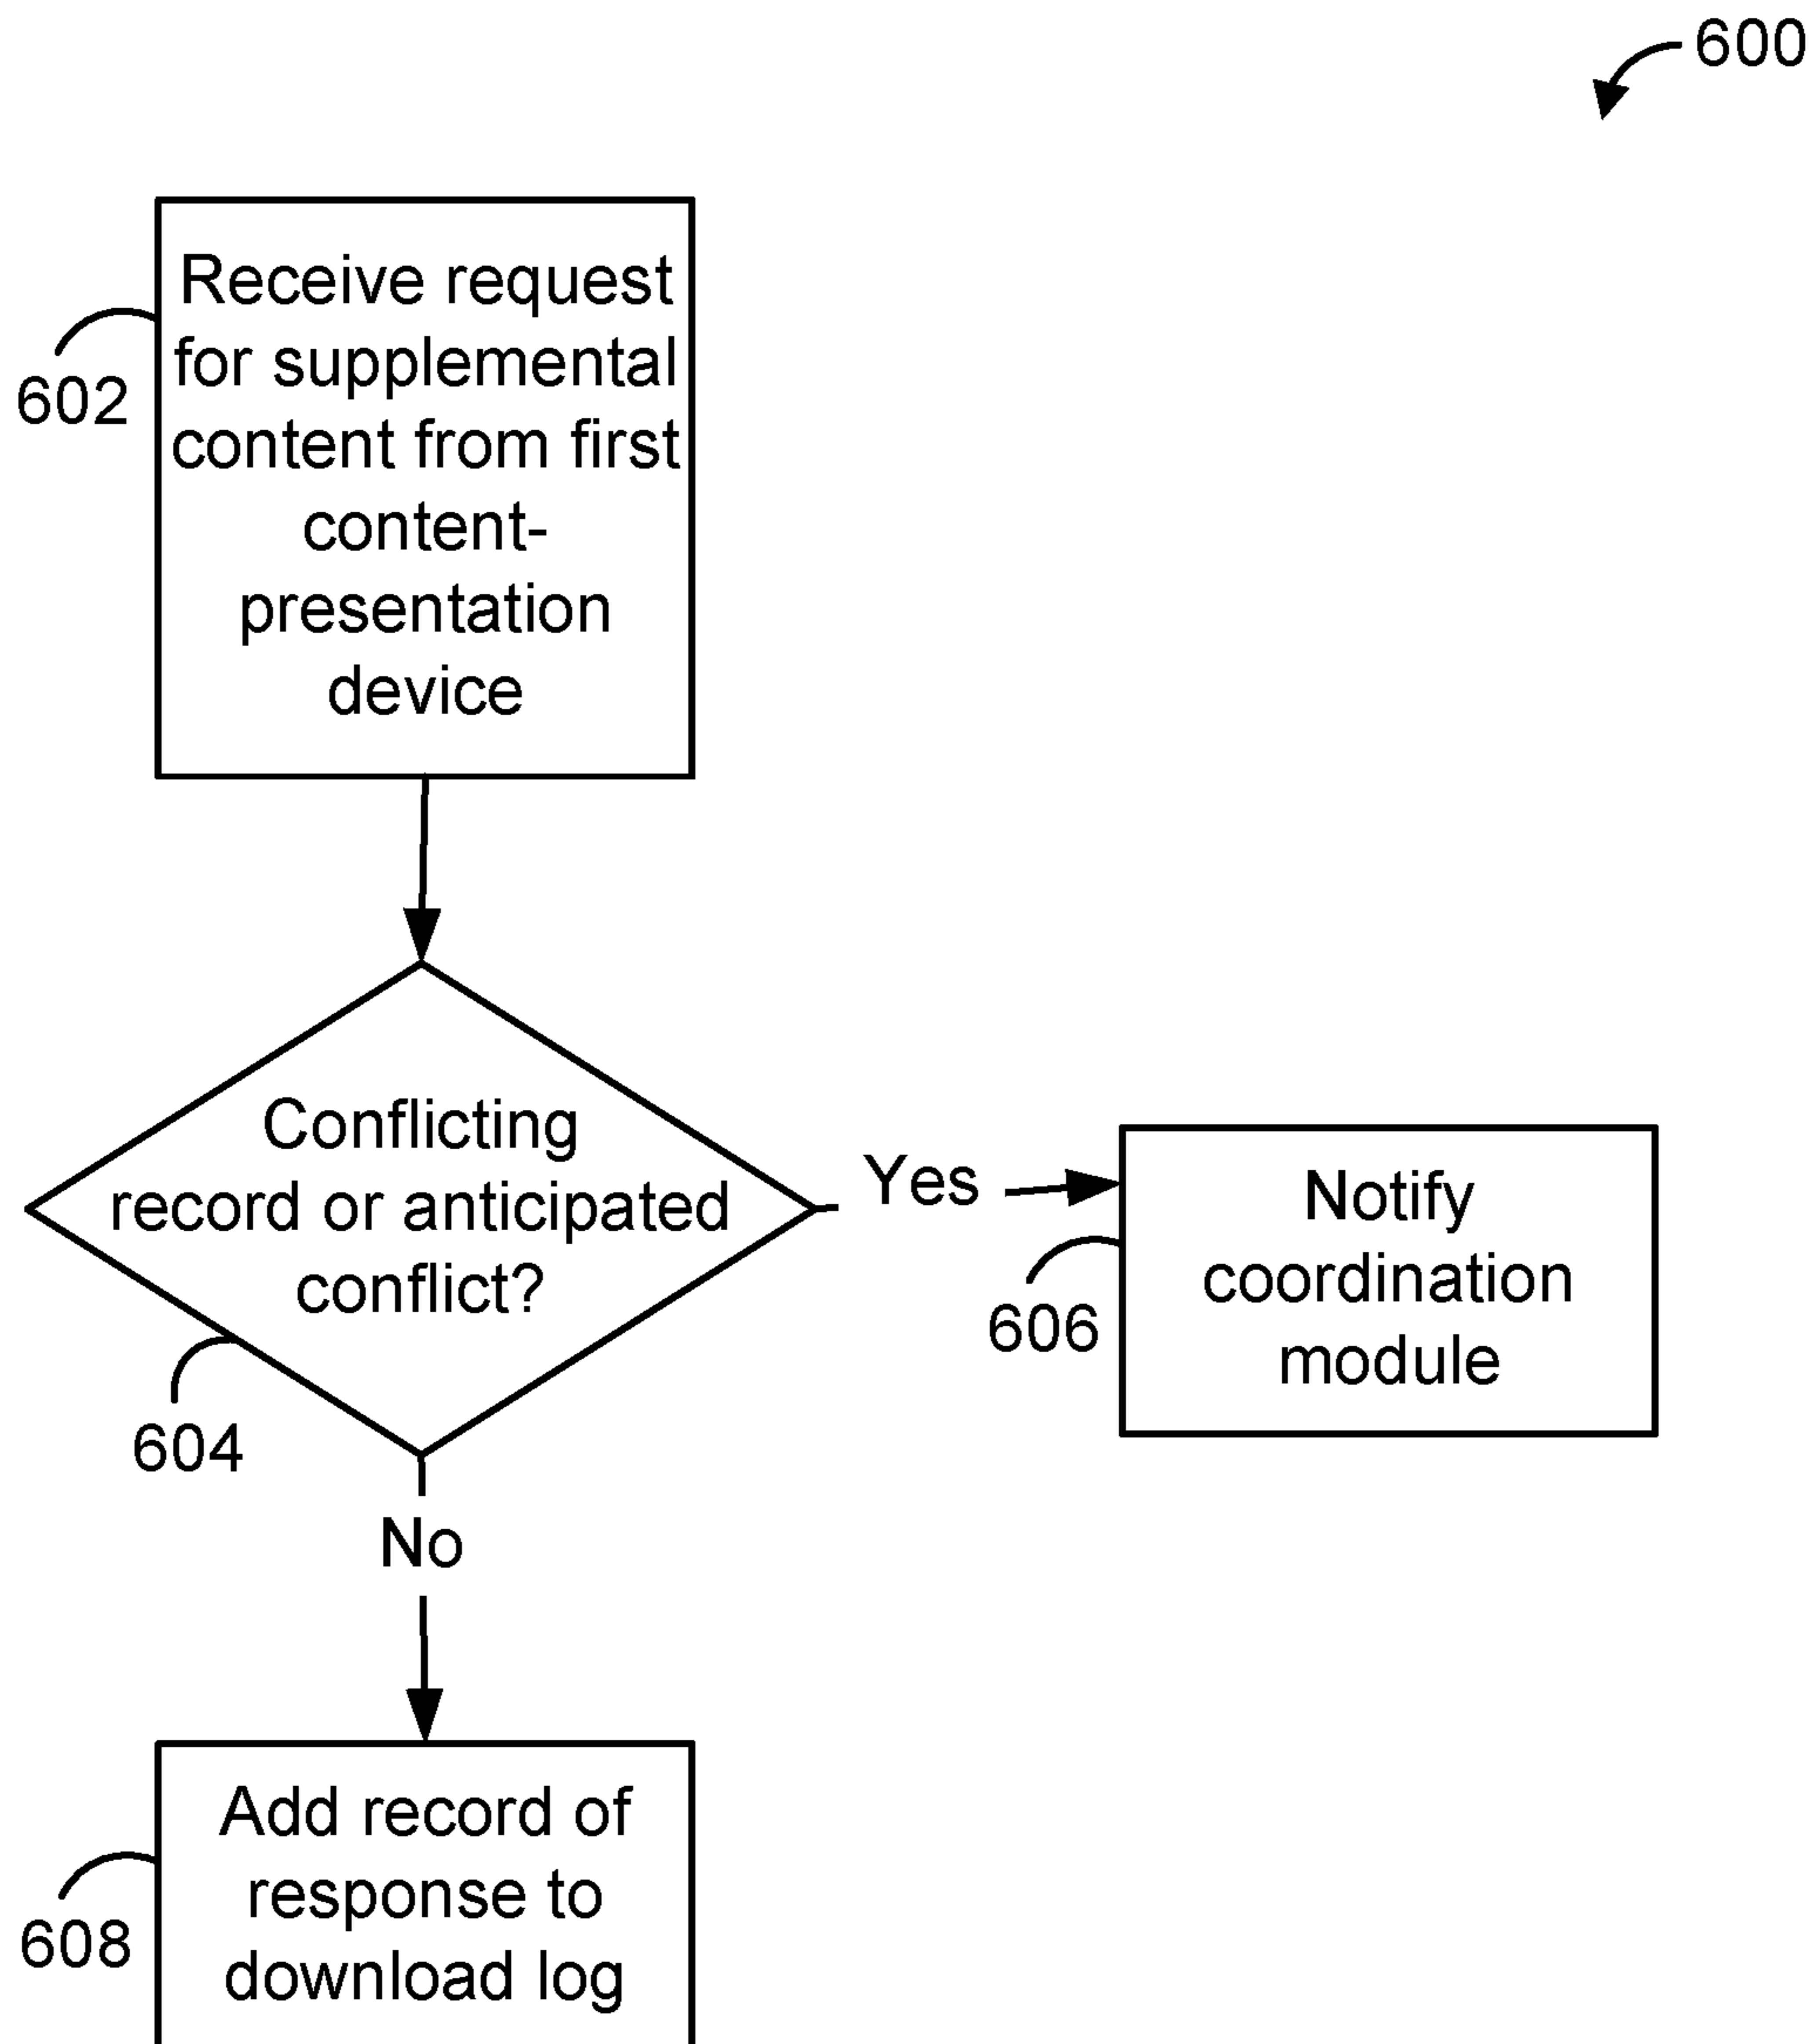 600
Receive request
for supplemental
content from first
content-
presentation
device
602
Conflicting
record or anticipated
conflict?
604
Yes
Notify
coordination
module
606
No
Add record of
response to
download log
608